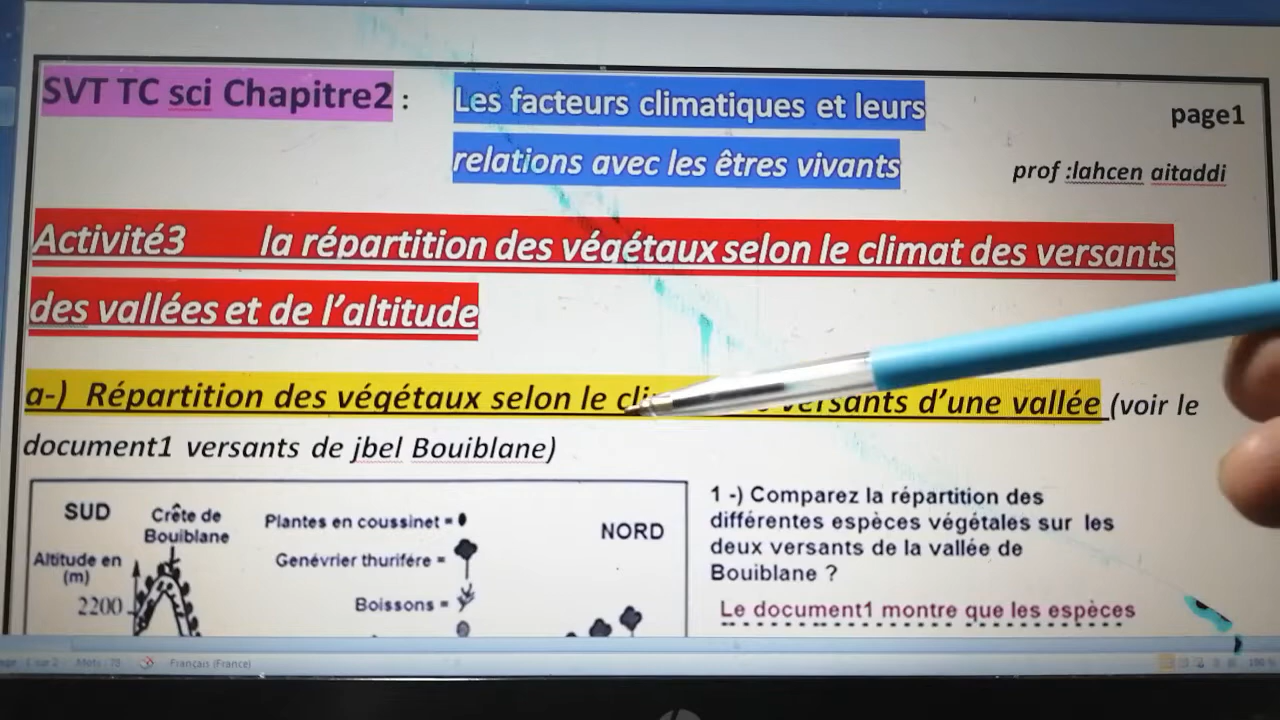 SVT TC sci Chapitre2 : Les facteurs climatiques et leurs
page1
relations avec les êtres vivants
prof :lahcen aitaddi
Activité3 la répartition des végétaux selon le climat des versants
des vallées et de l'altitude
a-) Répartition des végétaux selon le cli versants d'une vallée (voir le
document1 versants de jbel Bouiblane)
SUD
Crête de
Bouiblane
Altitude en
(m)
2200
Plantes en coussinet =
Genévrier thurifére =
Boissons =
NORD
1 -) Comparez la répartition des
différentes espèces végétales sur les
deux versants de la vallée de
Bouiblane ?
Le document1 montre que les espèces
Mots : 78
Français (France)
100 %